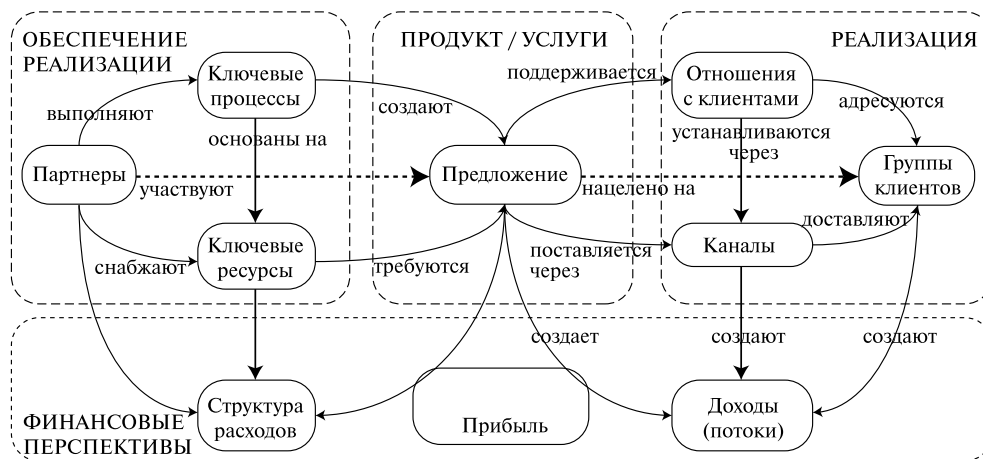 ОБЕСПЕЧЕНИЕ
РЕАЛИЗАЦИИ
ПРОДУКТ / УСЛУГИ
РЕАЛИЗАЦИЯ
Ключевые
процессы
поддерживается
Отношения
с клиентами
выполняют
создают
адресуются
основаны на
устанавливаются
через
Партнеры
участвуют
Предложение
нацелено на
Группы
клиентов
снабжают
Ключевые
ресурсы
требуются
поставляется
через
Каналы
доставляют
создает
создают
создают
ФИНАНСОВЫЕ
ПЕРСПЕКТИВЫ
Структура
расходов
Прибыль
Доходы
(потоки)